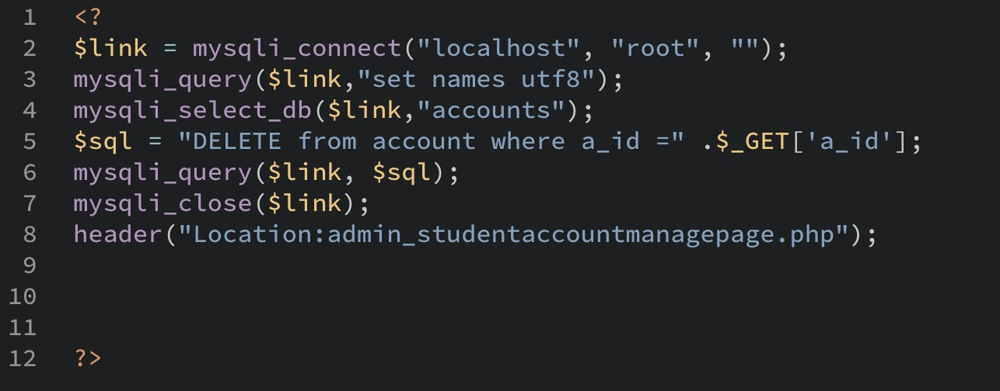 1 <?
2 $link = mysqli_connect("localhost", "root", "");
3 mysqli_query($link,"set names utf8");
4 mysqli_select_db($link,"accounts");
5 $sql = "DELETE from account where a_id =" .$_GET['a_id'];
6 mysqli_query($link, $sql);
7 mysqli_close($link);
8 header("Location:admin_studentaccountmanagepage.php");
9
10
11
12 ?>